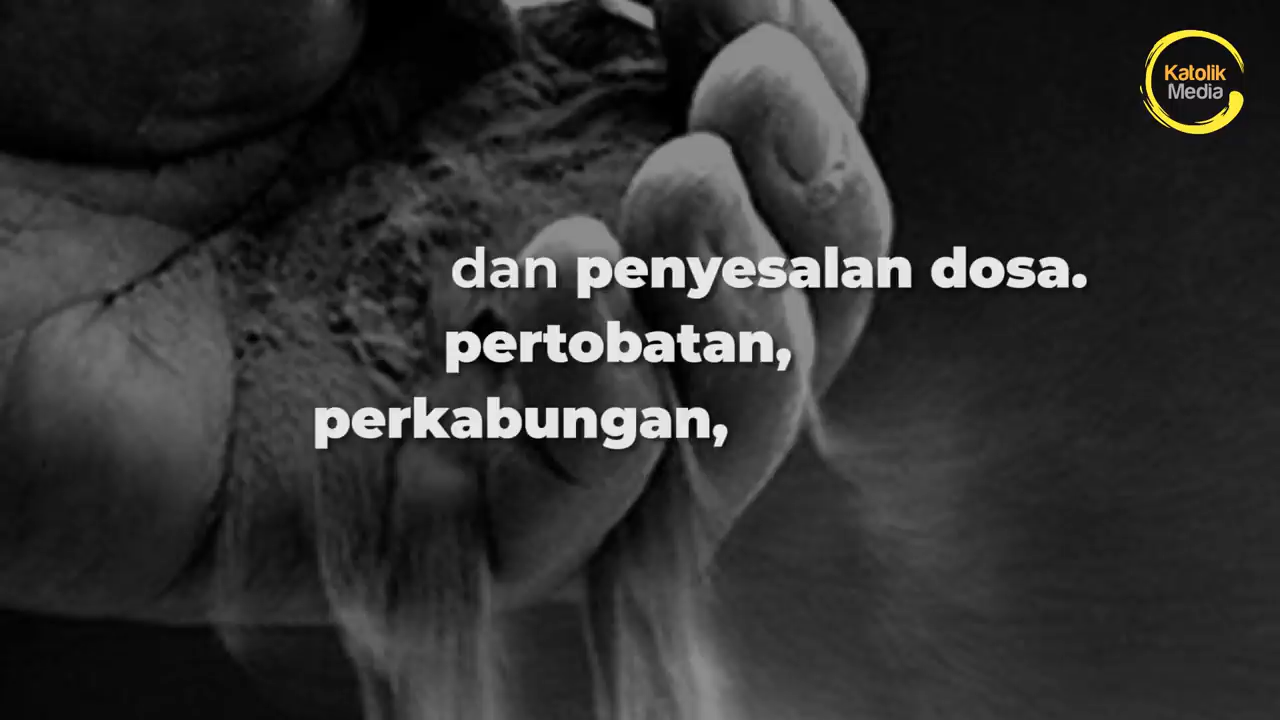 Katolik
Media
dan penyesalan dosa.
pertobatan,
perkabungan,